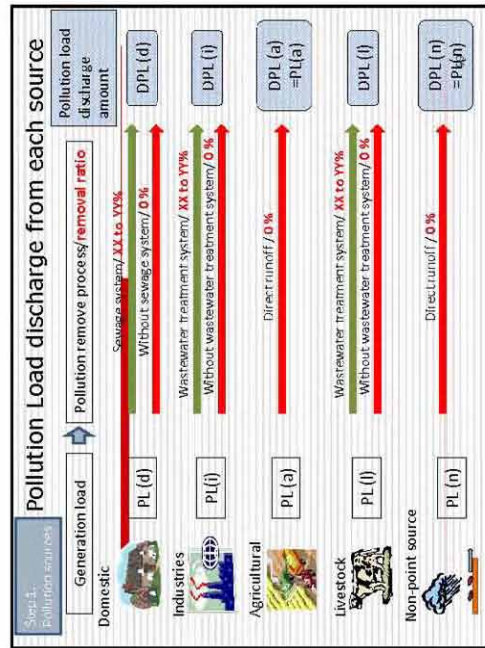 Step 1.
Pollution sources
Pollution Load discharge from each source
Generation load
Pollution remove process/removal ratio
Pollution load
discharge
amount
Domestic
PL (d)
Sewage system/ XX to YY%
Without sewage system/ 0 %
DPL (d)
Industries
PL(i)
Wastewater treatment system/ XX to YY%
Without wastewater treatment system/ 0 %
DPL (i)
Agricultural
PL (a)
Direct runoff / 0 %
DPL (a)
=PL(a)
Livestock
PL (l)
Wastewater treatment system/ XX to YY%
Without wastewater treatment system/ 0 %
DPL (l)
Non-point source
PL (n)
Direct runoff / 0 %
DPL (n)
=PL(n)